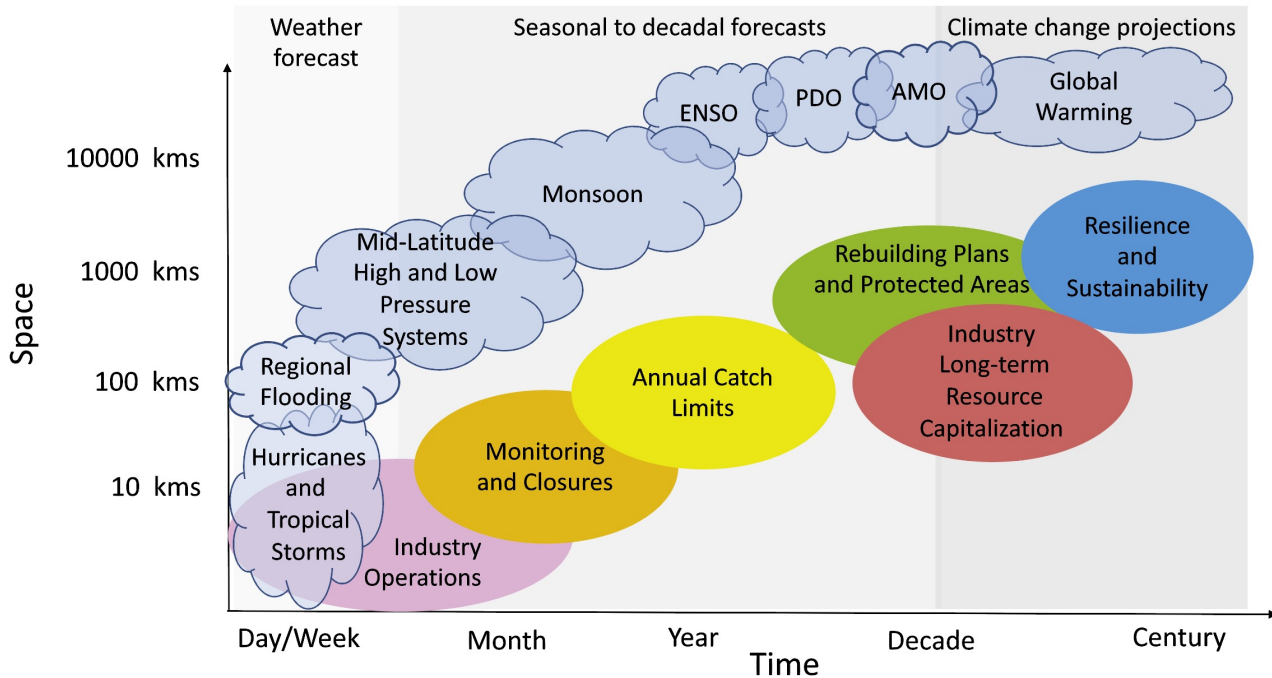 Weather
forecast
Seasonal to decadal forecasts
Climate change projections
ENSO
PDO
AMO
Global
Warming
10000 kms
Monsoon
Mid-Latitude
High and Low
Pressure
Systems
1000 kms
Rebuilding Plans
and Protected Areas
Resilience
and
Sustainability
Space
100 kms
Regional
Flooding
Annual Catch
Limits
Industry
Long-term
Resource
Capitalization
10 kms
Hurricanes
and
Tropical
Storms
Monitoring
and Closures
Industry
Operations
Day/Week
Month
Year
Decade
Century
Time